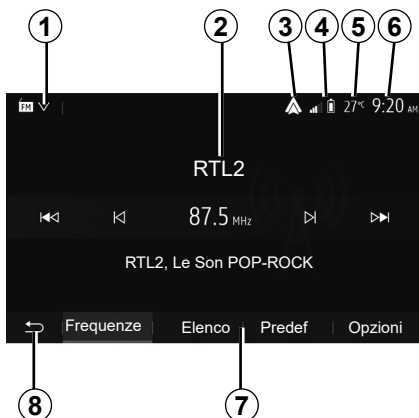 1 2 3 4 5 6
FM 27°C 9:20 AM
RTL2
87.5 MHz
RTL2, Le Son POP-ROCK
Frequenze Elenco Predef Opzioni
8 7